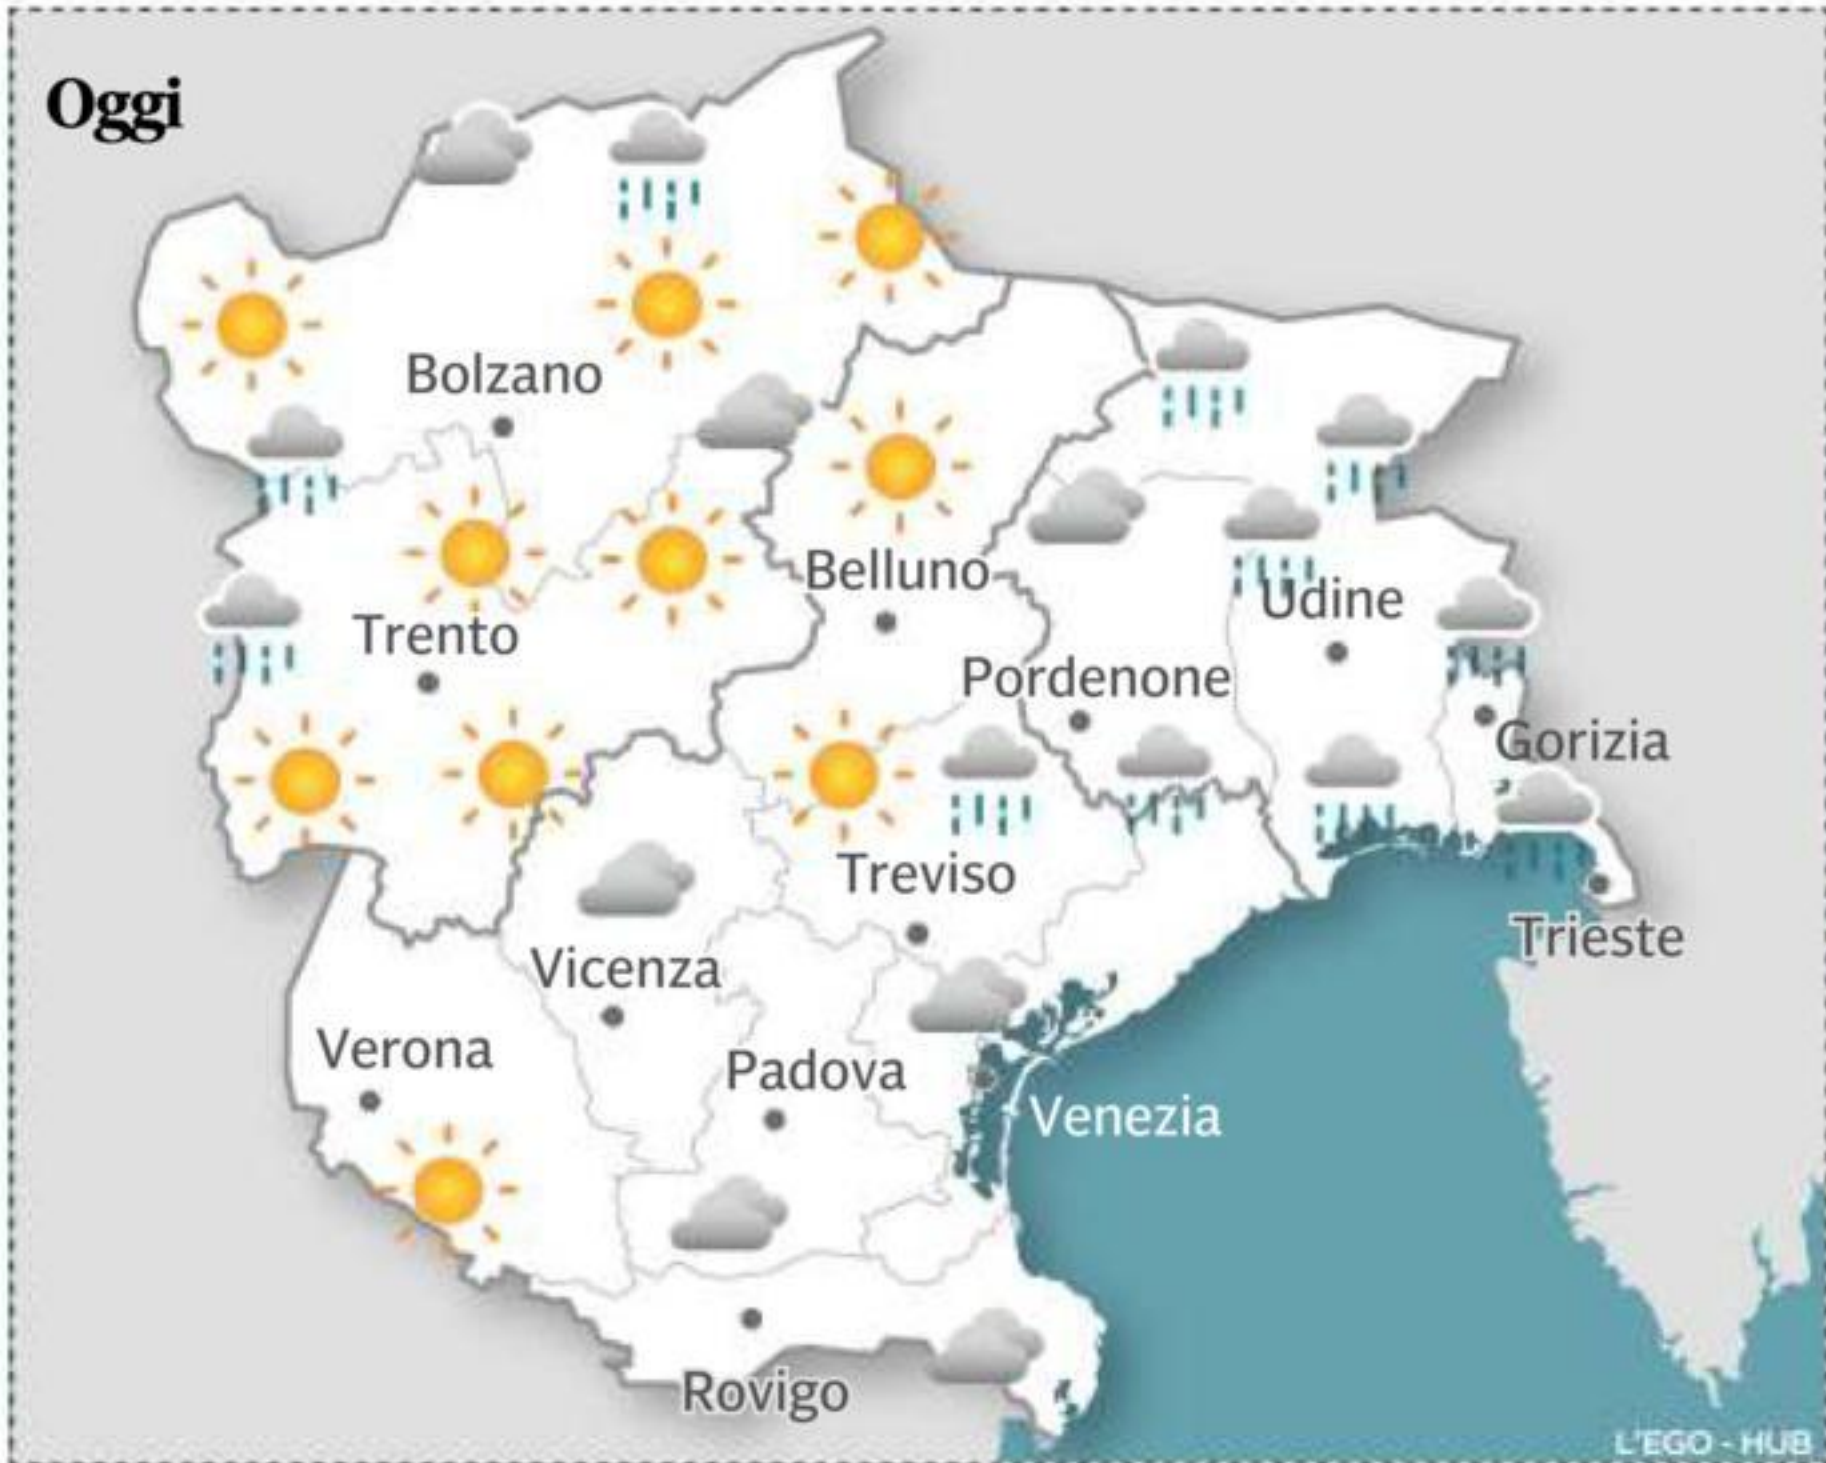 Oggi
Bolzano
Belluno
Udine
Trento
Pordenone
Gorizia
Treviso
Trieste
Vicenza
Verona
Padova
Venezia
Rovigo
L'EGO - HUB